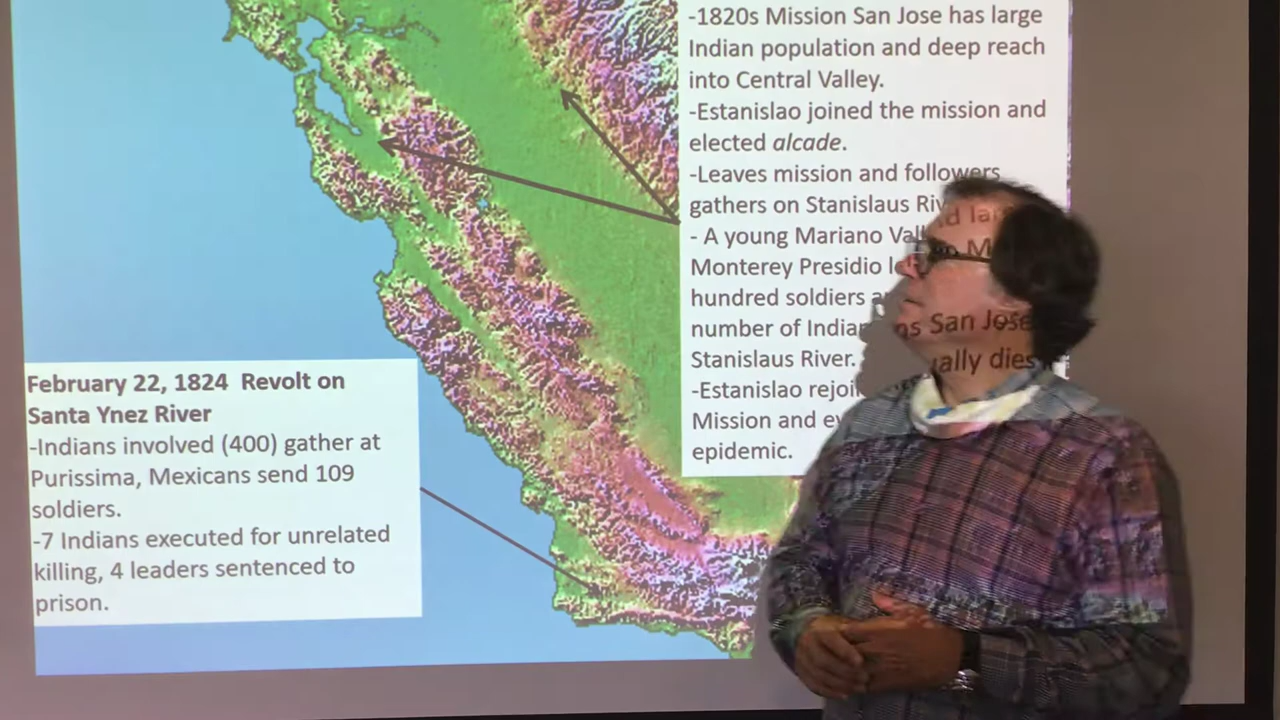 -1820s Mission San Jose has large
Indian population and deep reach
into Central Valley.
-Estanislao joined the mission and
elected alcade.
-Leaves mission and followers
gathers on Stanislaus
- A young Mariano
Monterey Presidio
hundred soldiers
number of
Stanislaus River.
-Estanislao
Mission and
epidemic.
San Jose
dies
February 22, 1824 Revolt on
Santa Ynez River
-Indians involved (400) gather at
Purissima, Mexicans send 109
soldiers.
-7 Indians executed for unrelated
killing, 4 leaders sentenced to
prison.